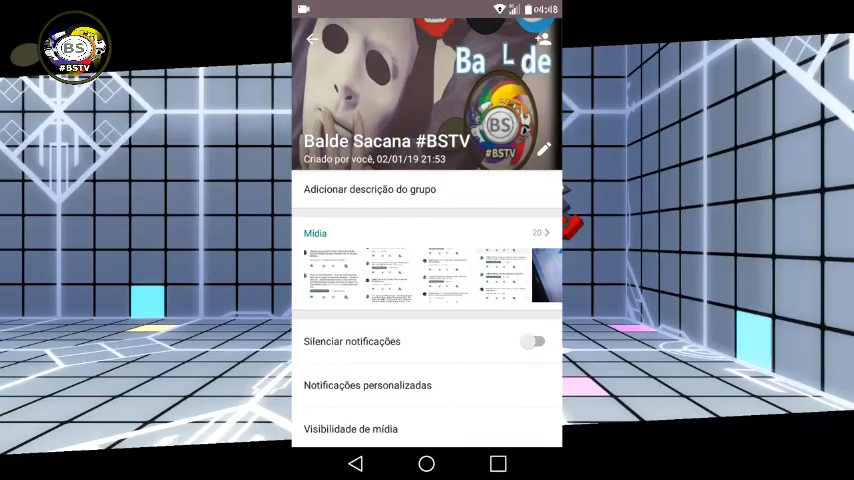 BS
#BSTV
04:48
Ba L de
BS
#BSTV
Balde Sacana #BSTV
Criado por você, 02/01/19 21:53
Adicionar descrição do grupo
Mídia
20
Silenciar notificações
Notificações personalizadas
Visibilidade de mídia